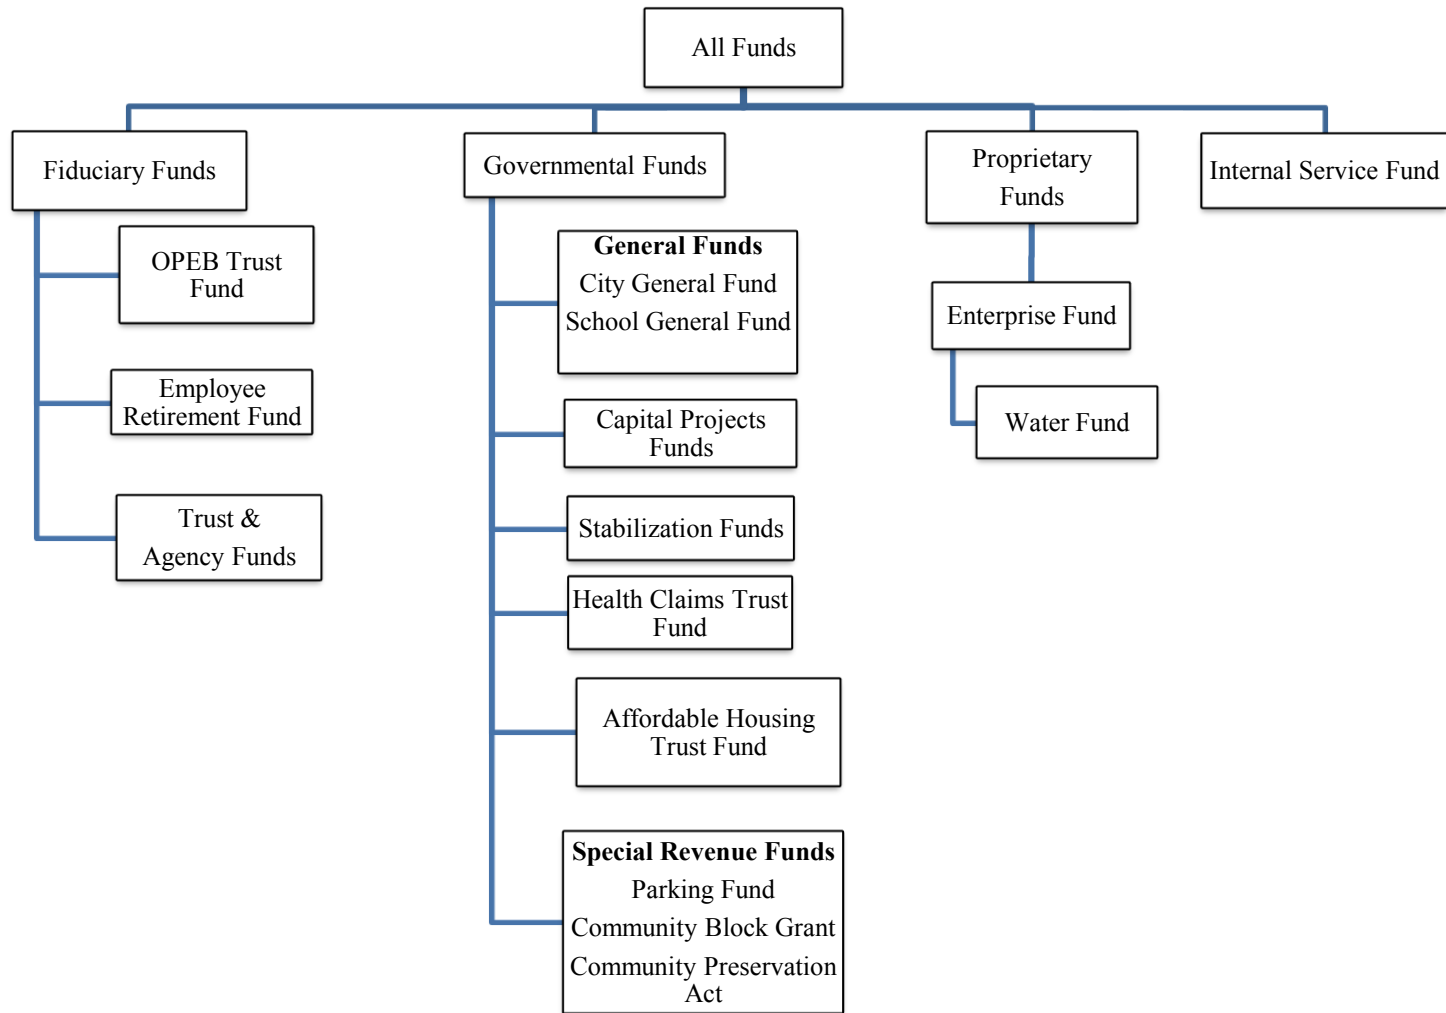 All Funds
Fiduciary Funds
Governmental Funds
Proprietary
Funds
Internal Service Fund
OPEB Trust
Fund
Employee
Retirement Fund
Trust &
Agency Funds
General Funds
City General Fund
School General Fund
Capital Projects
Funds
Stabilization Funds
Health Claims Trust
Fund
Affordable Housing
Trust Fund
Special Revenue Funds
Parking Fund
Community Block Grant
Community Preservation
Act
Enterprise Fund
Water Fund